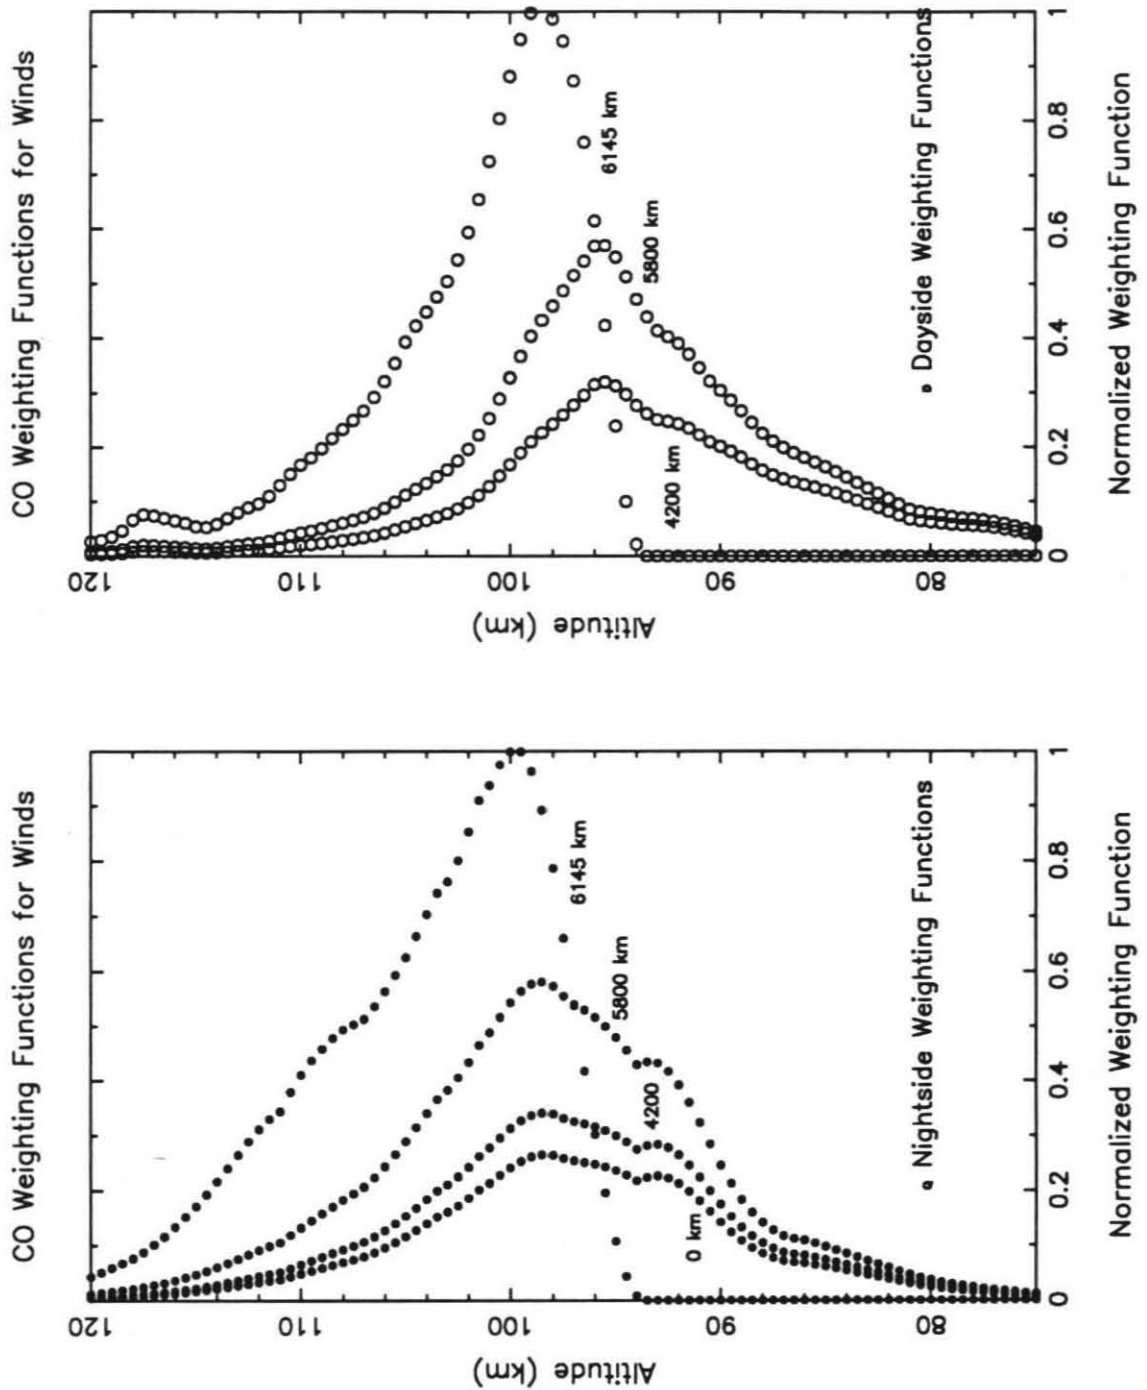 CO Weighting Functions for Winds
120
110
100
90
80
Altitude (km)
0
0.2
0.4
0.6
0.8
1
Normalized Weighting Function
6145 km
5800 km
4200
0 km
Nightside Weighting Functions
CO Weighting Functions for Winds
120
110
100
90
80
Altitude (km)
0
0.2
0.4
0.6
0.8
1
Normalized Weighting Function
6145 km
5800 km
4200 km
Dayside Weighting Functions